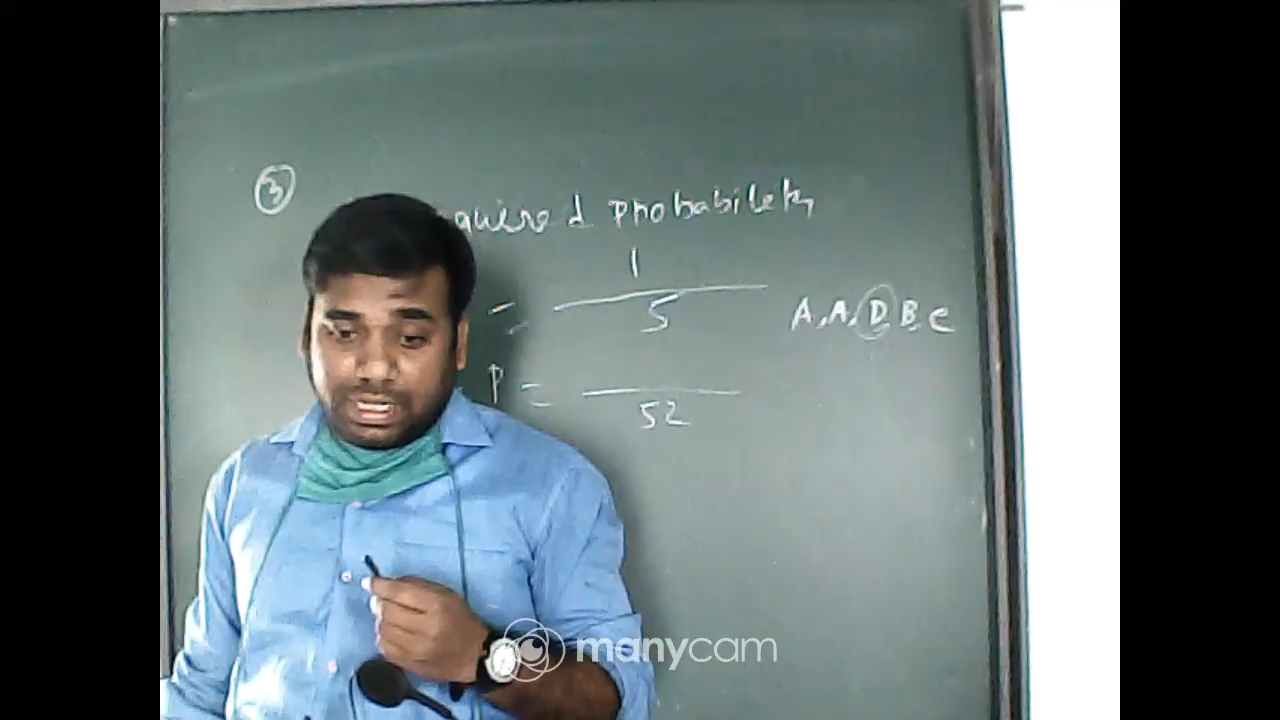 ③
quired probability
1
= 5 A, A, D, B, C
P = 52
manycam